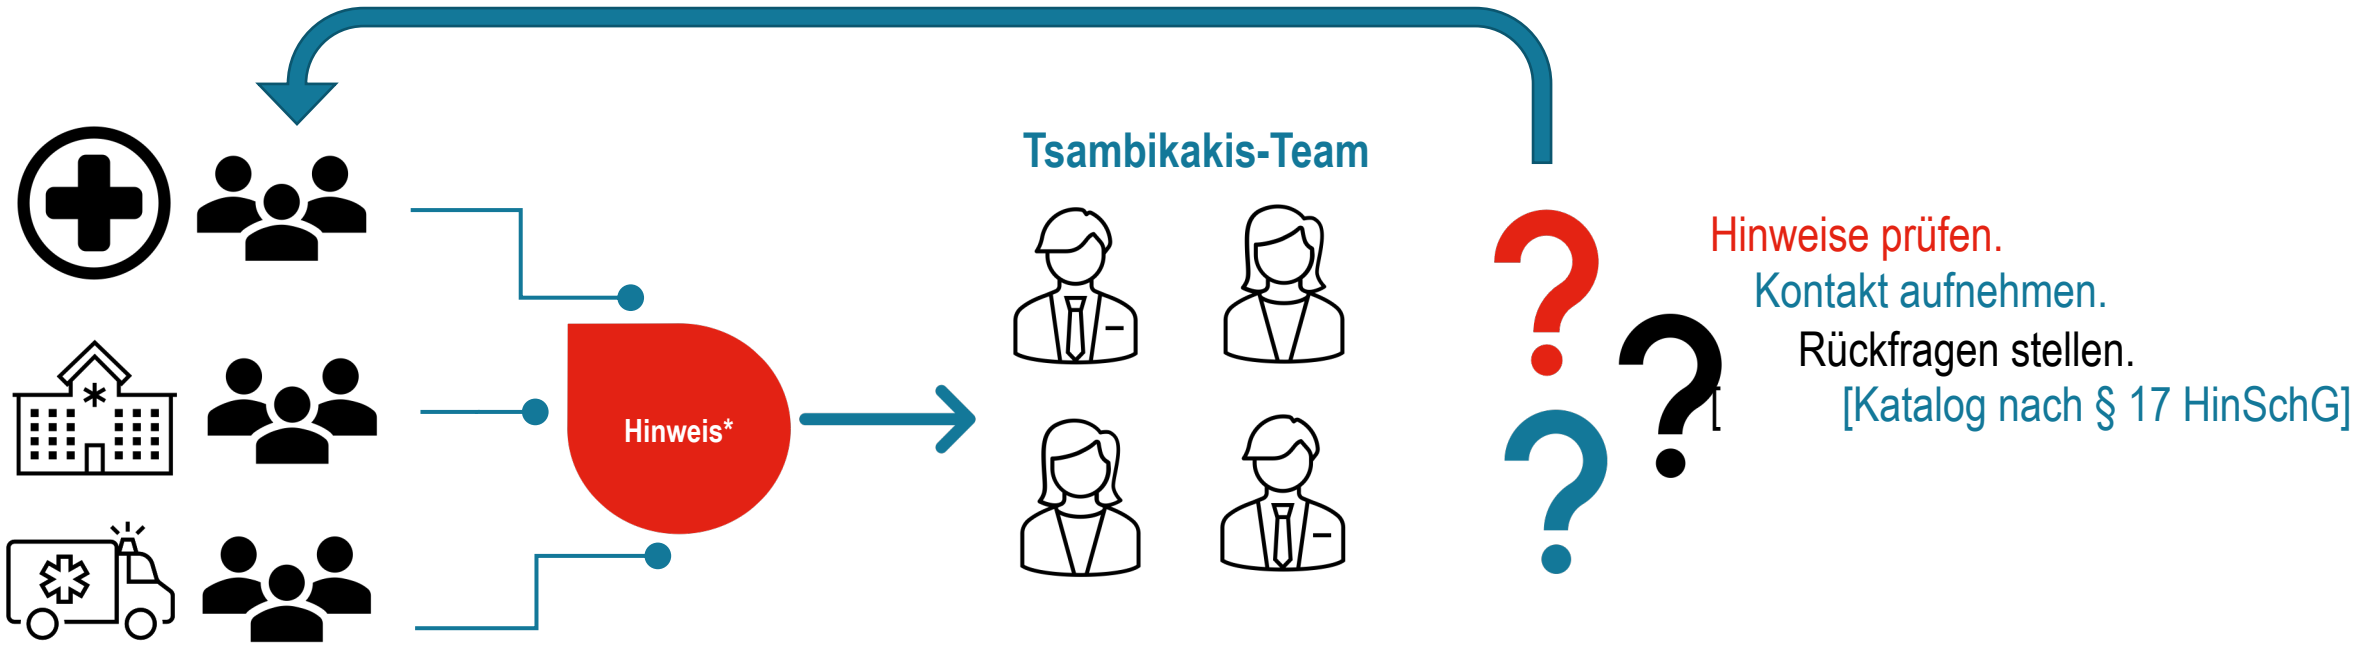 Tsambikakis-Team
Hinweis*
Hinweise prüfen.
Kontakt aufnehmen.
Rückfragen stellen.
[
[Katalog nach § 17 HinSchG]